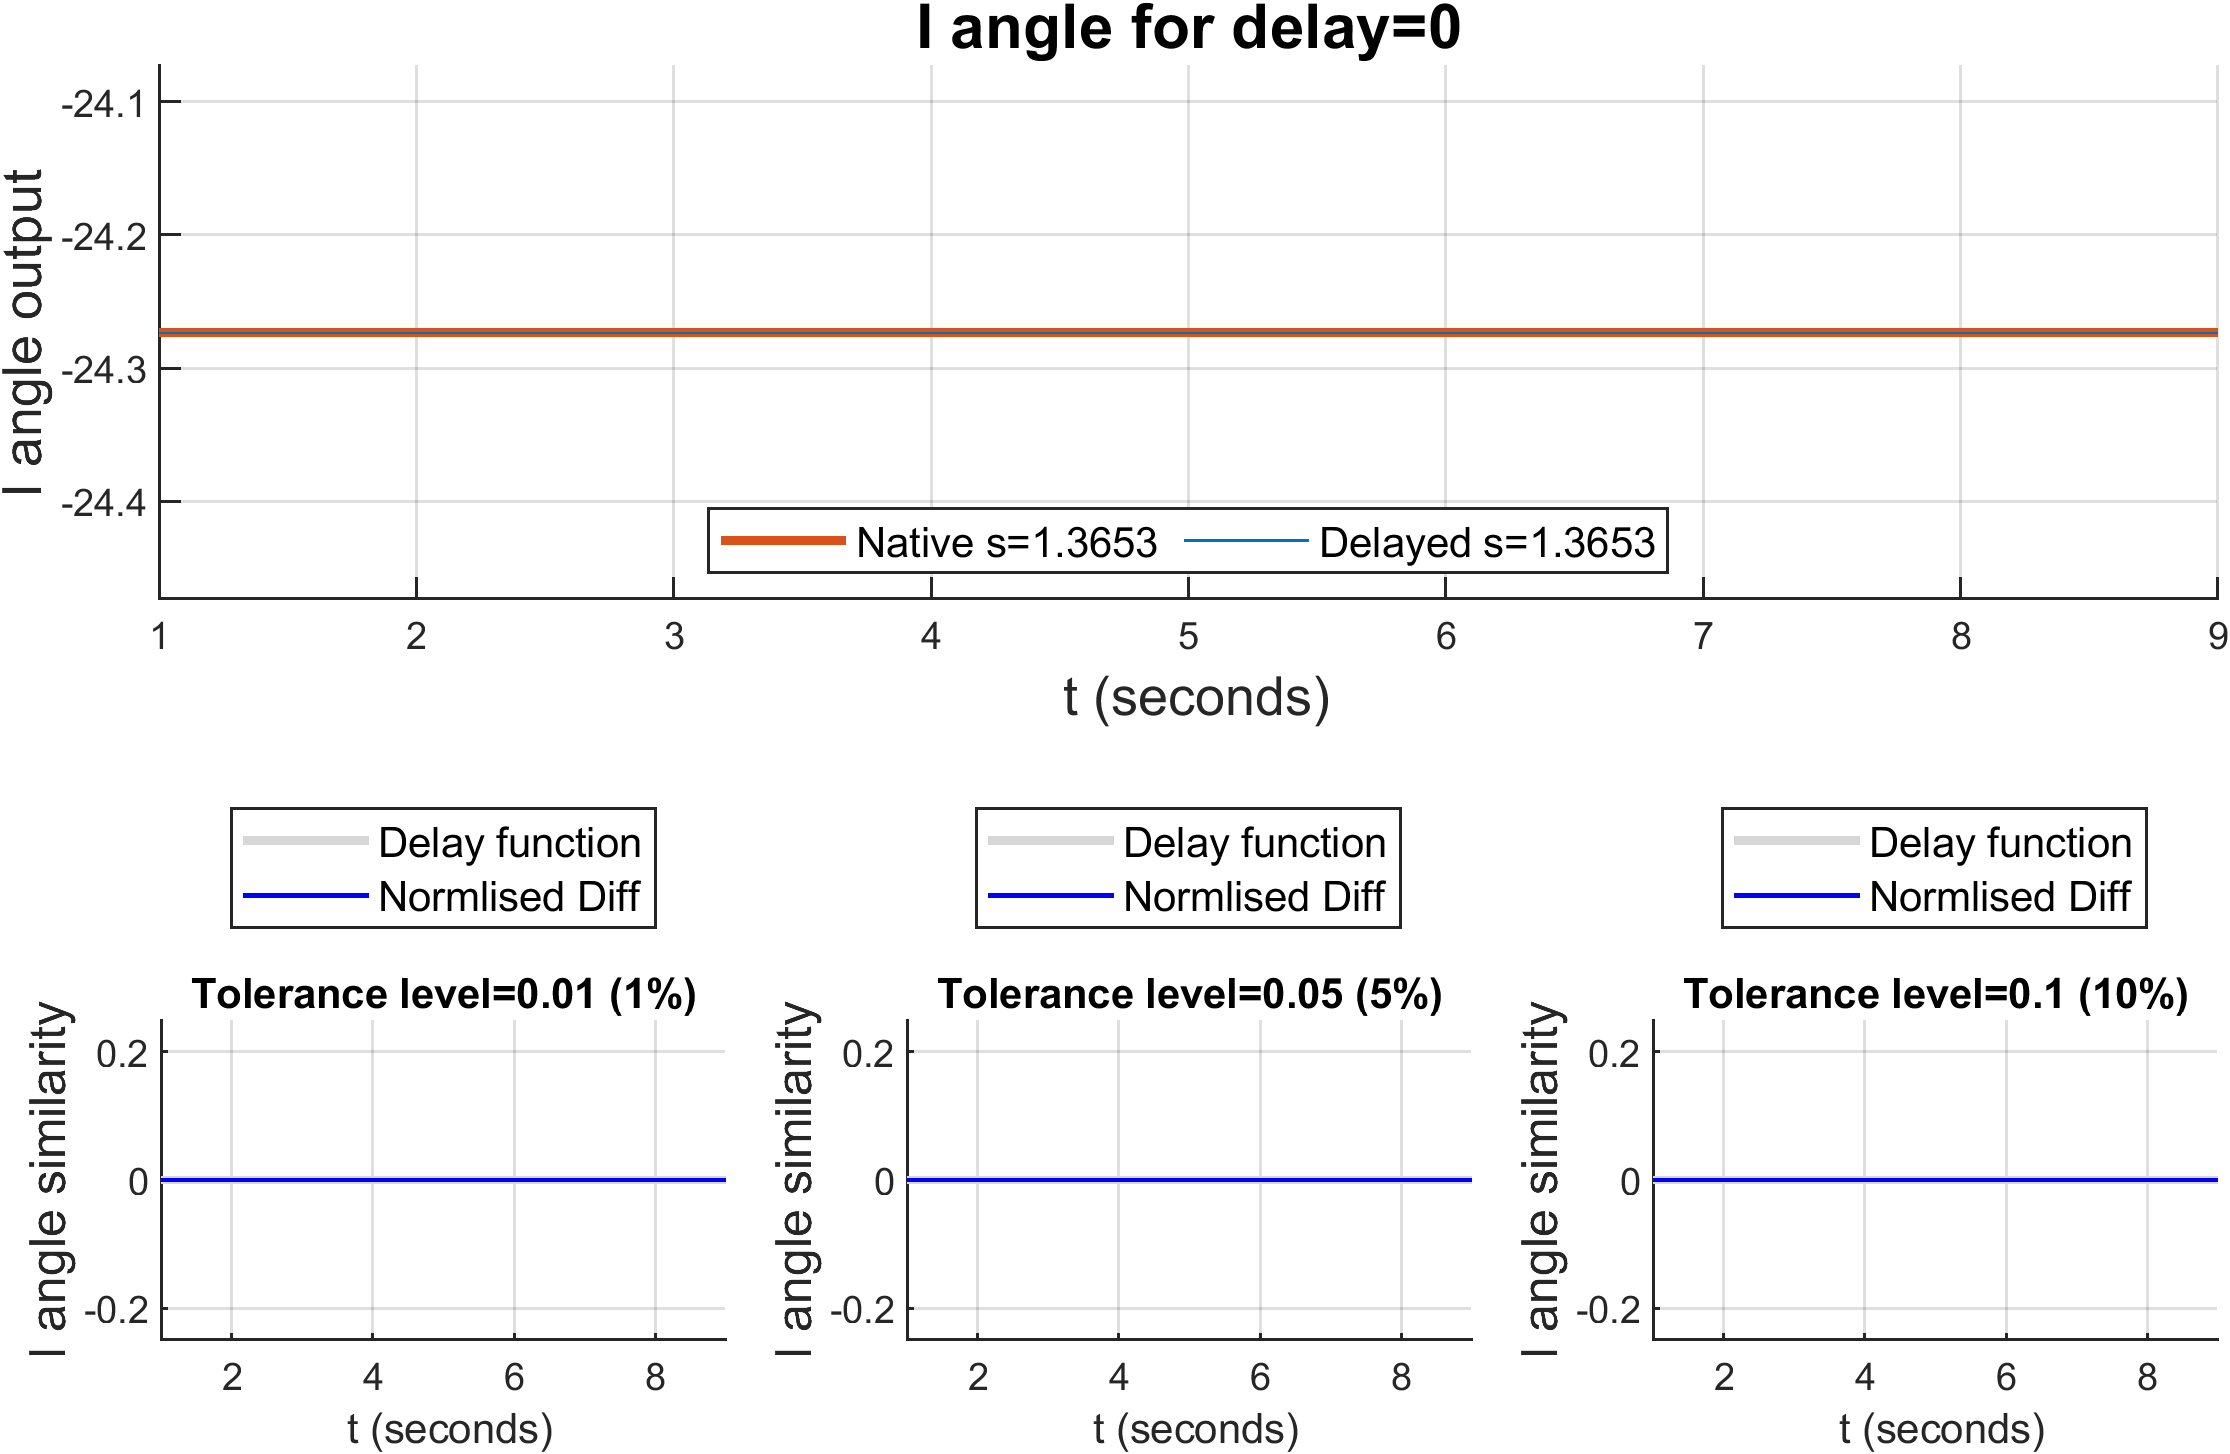 I angle for delay=0
-24.1
-24.2
-24.3
-24.4
I angle output
Native s=1.3653 Delayed s=1.3653
1 2 3 4 5 6 7 8 9
t (seconds)
Delay function
Normlised Diff
Delay function
Normlised Diff
Delay function
Normlised Diff
Tolerance level=0.01 (1%)
0.2
0
-0.2
I angle similarity
2 4 6 8
t (seconds)
Tolerance level=0.05 (5%)
0.2
0
-0.2
I angle similarity
2 4 6 8
t (seconds)
Tolerance level=0.1 (10%)
0.2
0
-0.2
I angle similarity
2 4 6 8
t (seconds)